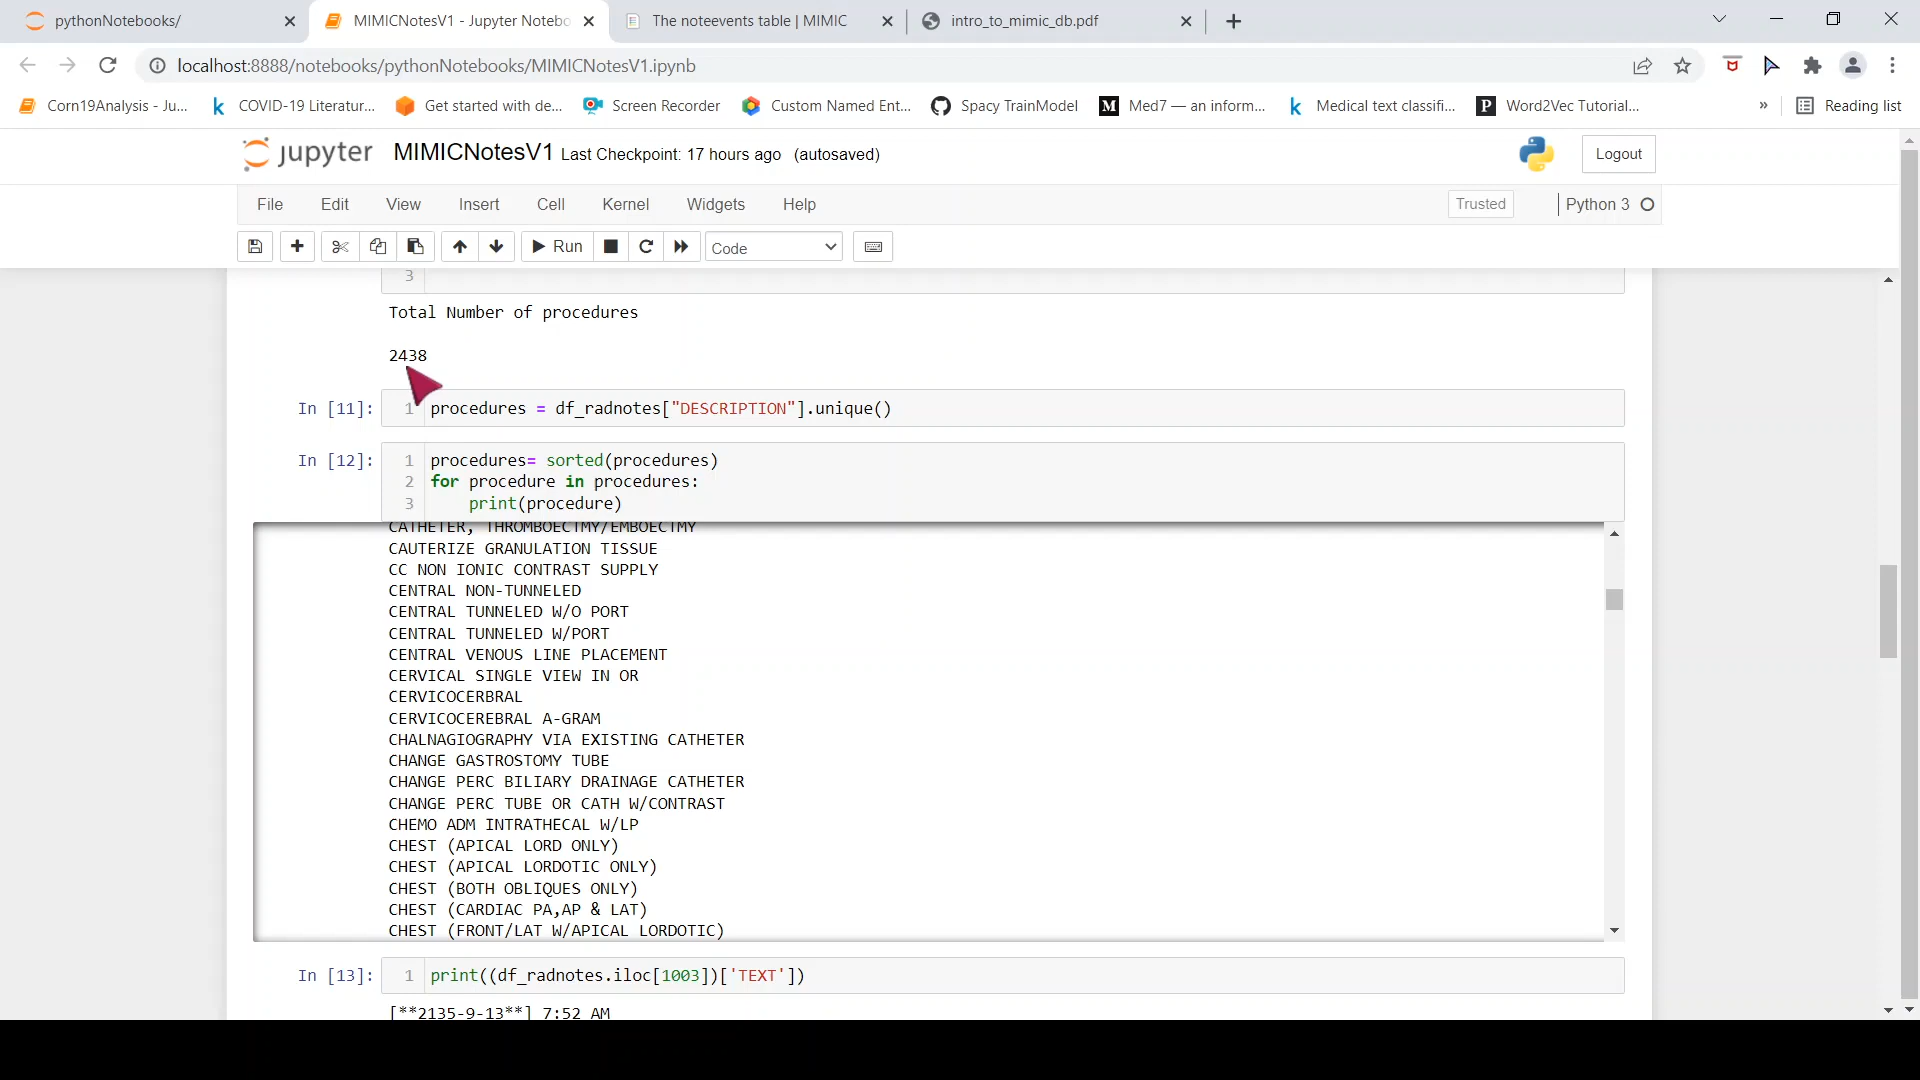 pythonNotebooks/
MIMICNotesV1 - Jupyter Notebo
The noteevents table | MIMIC
intro_to_mimic_db.pdf
localhost:8888/notebooks/pythonNotebooks/MIMICNotesV1.ipynb
Corn19Analysis - Ju...
COVID-19 Literatur...
Get started with de...
Screen Recorder
Custom Named Ent...
Spacy TrainModel
M
Med7 — an inform...
k
Medical text classifi...
P
Word2Vec Tutorial...
»
Reading list
jupyter
MIMICNotesV1 Last Checkpoint: 17 hours ago (autosaved)
Logout
File Edit View Insert Cell Kernel Widgets Help
Trusted
Python 3
Run
Code
3
Total Number of procedures
2438
In [11]: 1 procedures = df_radnotes["DESCRIPTION"].unique()
In [12]: 1 procedures= sorted(procedures)
2 for procedure in procedures:
3 print(procedure)
CATHETER, THROMBOECTMY/EMBOECTMY
CAUTERIZE GRANULATION TISSUE
CC NON IONIC CONTRAST SUPPLY
CENTRAL NON-TUNNELED
CENTRAL TUNNELED W/O PORT
CENTRAL TUNNELED W/PORT
CENTRAL VENOUS LINE PLACEMENT
CERVICAL SINGLE VIEW IN OR
CERVICOCERBRAL
CERVICOCEREBRAL A-GRAM
CHALNAGIOGRAPHY VIA EXISTING CATHETER
CHANGE GASTROSTOMY TUBE
CHANGE PERC BILIARY DRAINAGE CATHETER
CHANGE PERC TUBE OR CATH W/CONTRAST
CHEMO ADM INTRATHECAL W/LP
CHEST (APICAL LORD ONLY)
CHEST (APICAL LORDOTIC ONLY)
CHEST (BOTH OBLIQUES ONLY)
CHEST (CARDIAC PA,AP & LAT)
CHEST (FRONT/LAT W/APICAL LORDOTIC)
In [13]: 1 print((df_radnotes.iloc[1003])['TEXT'])
[**2135-9-13**] 7:52 AM